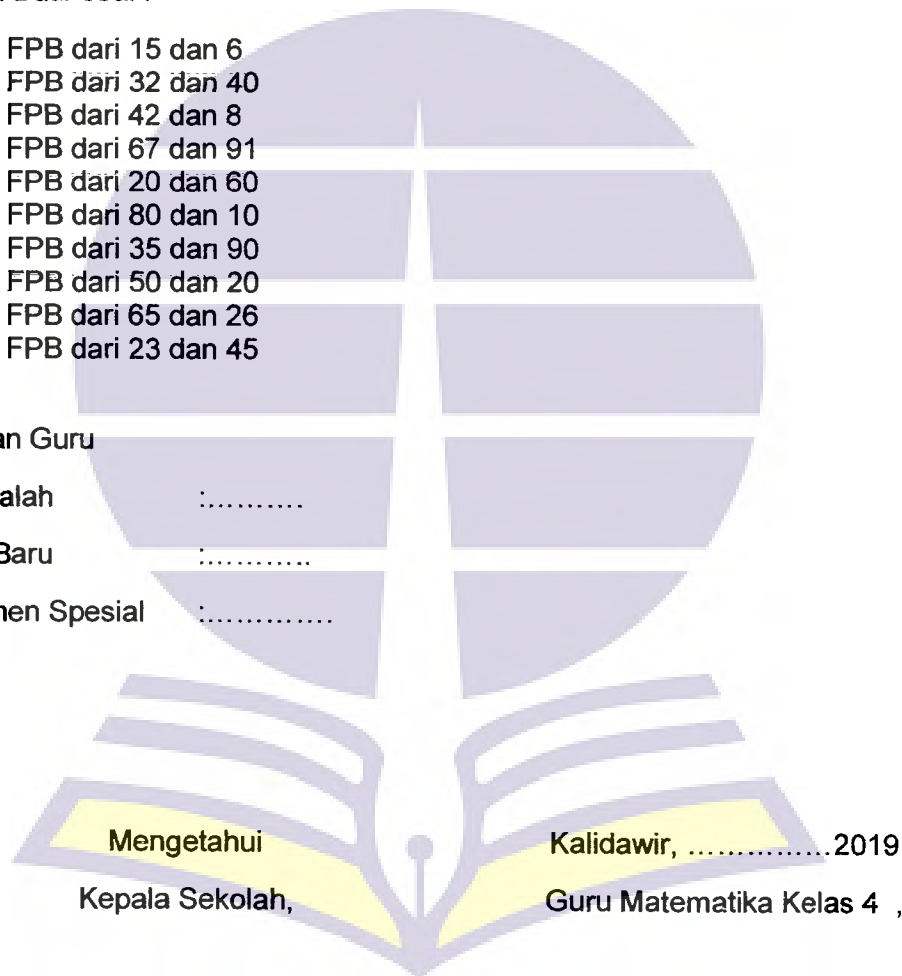 FPB dari 15 dan 6
FPB dari 32 dan 40
FPB dari 42 dan 8
FPB dari 67 dan 91
FPB dari 20 dan 60
FPB dari 80 dan 10
FPB dari 35 dan 90
FPB dari 50 dan 20
FPB dari 65 dan 26
FPB dari 23 dan 45
an Guru
alah :..........
Baru :...........
nen Spesial :.............
Mengetahui Kalidawir, ...............2019
Kepala Sekolah, Guru Matematika Kelas 4 ,